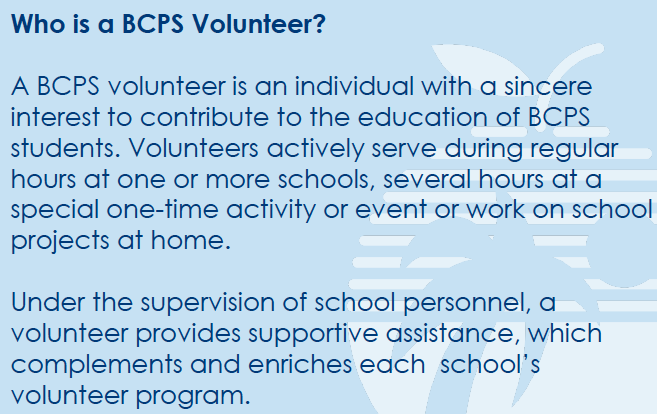 Who is a BCPS Volunteer?
A BCPS volunteer is an individual with a sincere
interest to contribute to the education of BCPS
students. Volunteers actively serve during regular
hours at one or more schools, several hours at a
special one-time activity or event or work on school
projects at home.
Under the supervision of school personnel, a
volunteer provides supportive assistance, which
complements and enriches each  school’s
volunteer program.